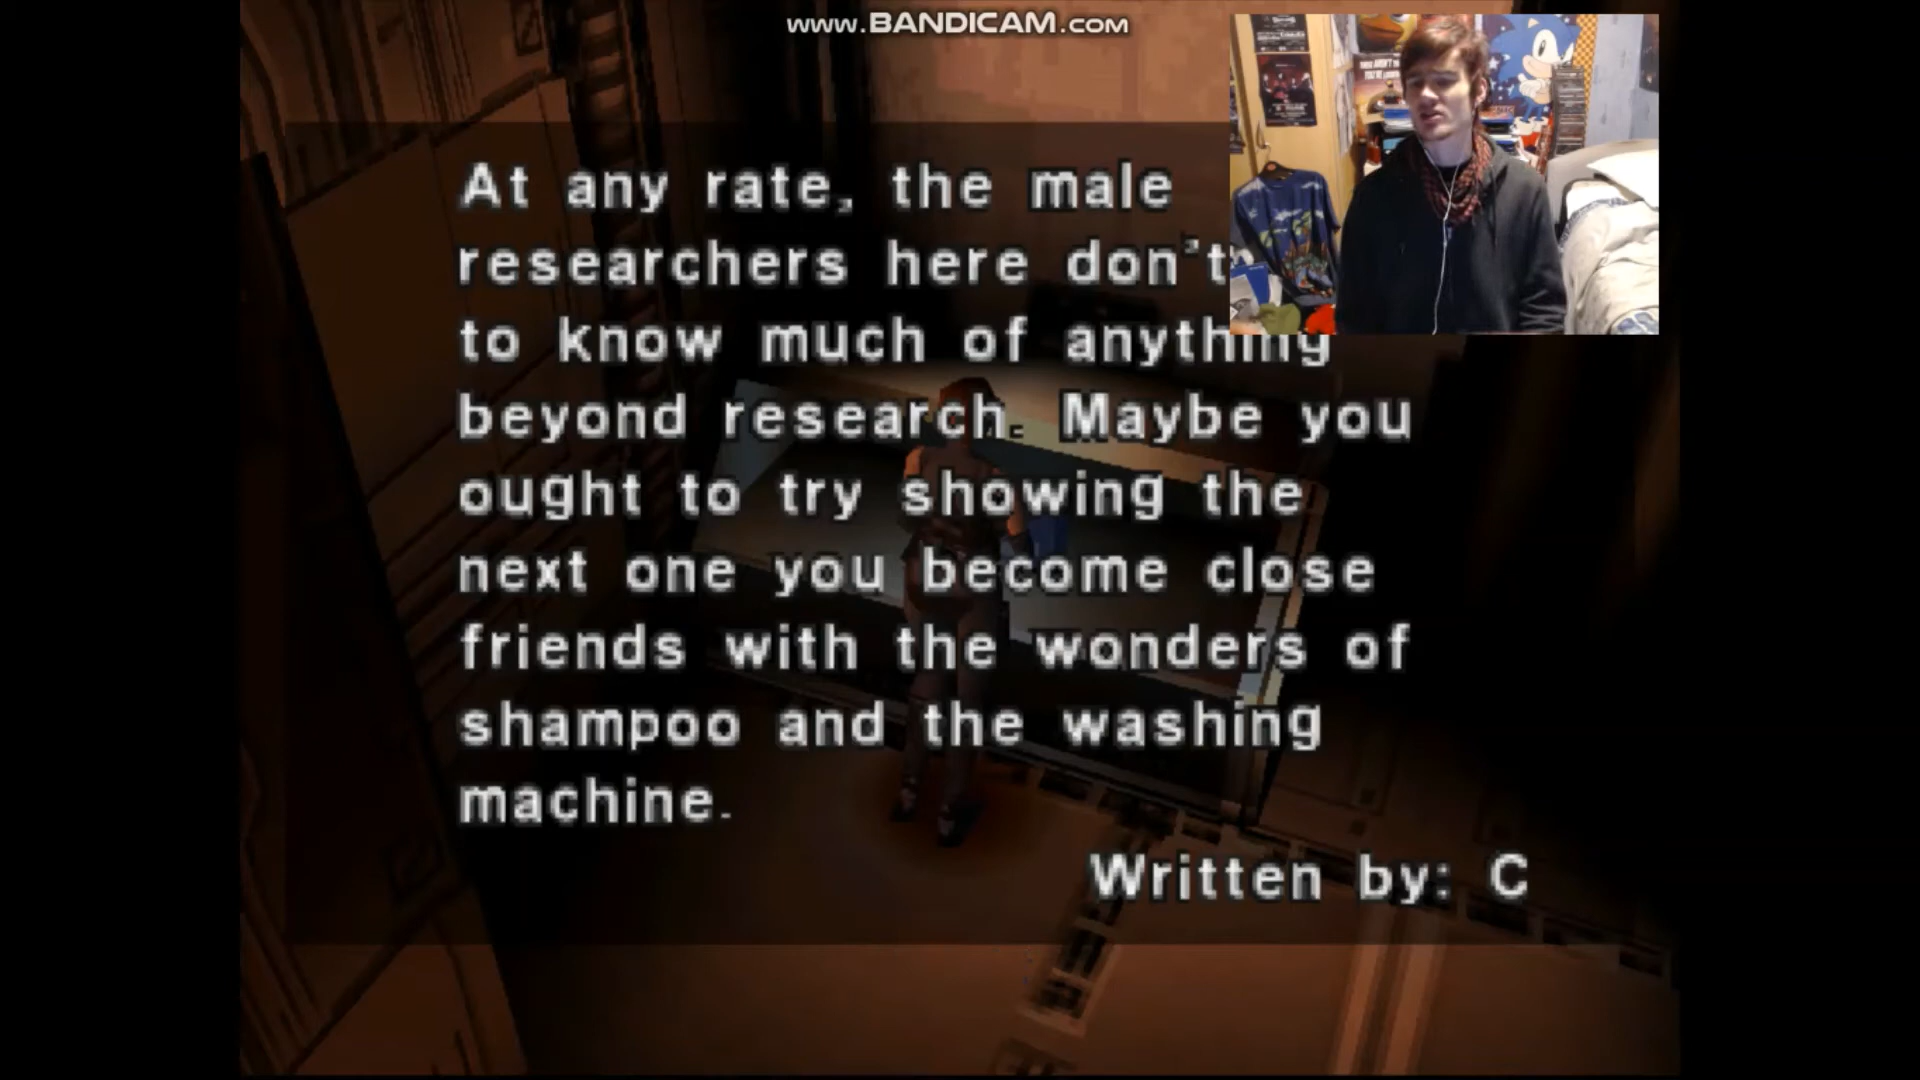 www.BANDICAM.com
At any rate, the male
researchers here don't
to know much of anything
beyond research. Maybe you
ought to try showing the
next one you become close
friends with the wonders of
shampoo and the washing
machine.
Written by: C